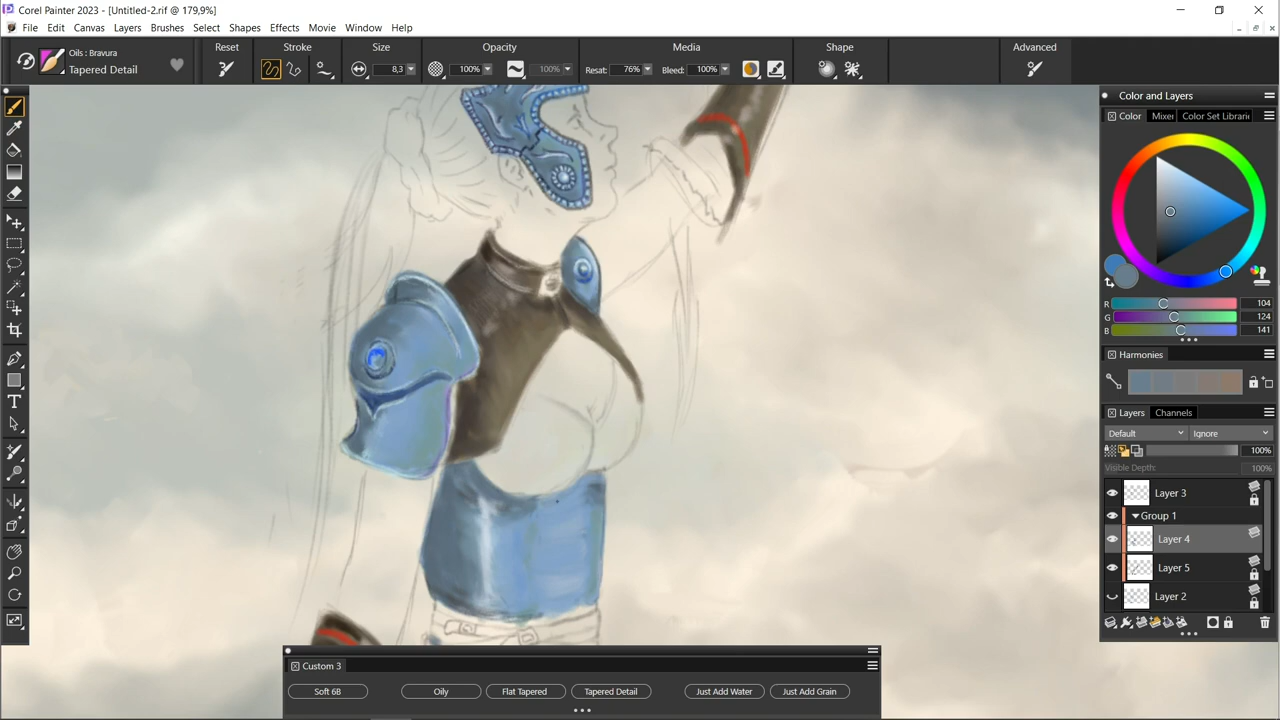 Corel Painter 2023 - [Untitled-2.rif @ 179,9%]
File Edit Canvas Layers Brushes Select Shapes Effects Movie Window Help
Oils : Bravura
Tapered Detail
Reset
Stroke
Size
8,3
Opacity
100%
100%
Media
Resat: 76%
Bleed: 100%
Shape
Advanced
Color and Layers
Color Mixer Color Set Librari
R 104
G 124
B 141
Harmonies
Layers Channels
Default Ignore
100%
Visible Depth: 100%
Layer 3
Group 1
Layer 4
Layer 5
Layer 2
Custom 3
Soft 6B Oily Flat Tapered Tapered Detail Just Add Water Just Add Grain